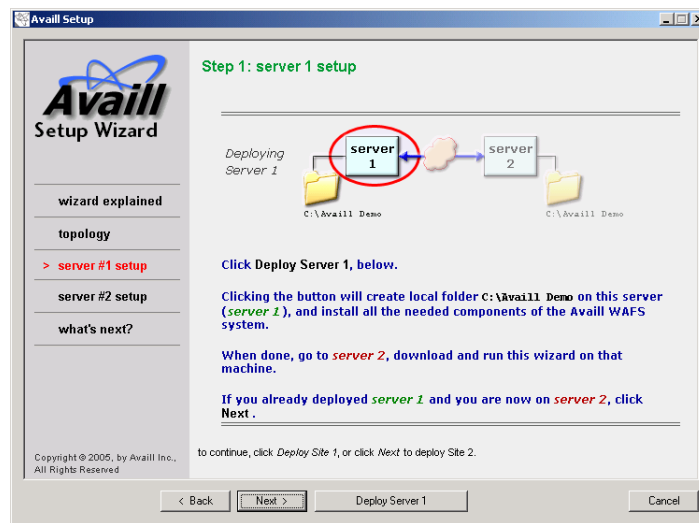 Availl Setup
Availl
Setup Wizard
wizard explained
topology
> server #1 setup
server #2 setup
what's next?
Copyright © 2005, by Availl Inc.,
All Rights Reserved
Step 1: server 1 setup
Deploying
Server 1
server
1
server
2
C:\Availl Demo
C:\Availl Demo
Click Deploy Server 1, below.
Clicking the button will create local folder C:\Availl Demo on this server
(server 1 ), and install all the needed components of the Availl WAFS
system.
When done, go to server 2, download and run this wizard on that
machine.
If you already deployed server 1 and you are now on server 2, click
Next .
to continue, click Deploy Site 1, or click Next to deploy Site 2.
< Back
Next >
Deploy Server 1
Cancel